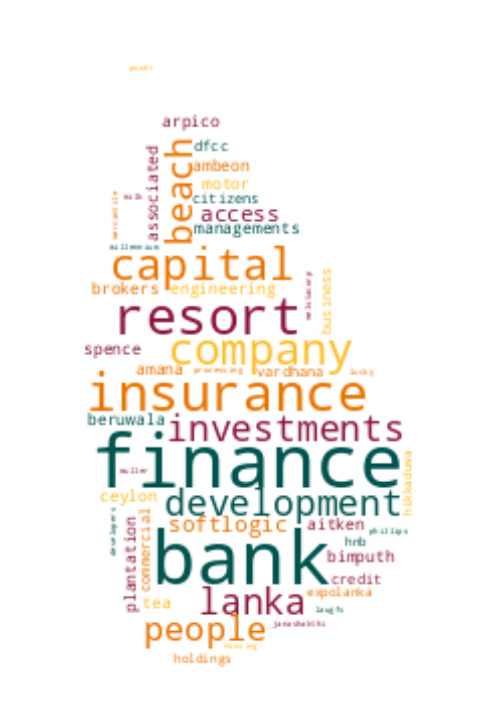 power
arpico
associated
beach
dfcc
ambeon
motor
citizens
access
managements
mercantile
milk
millennium
capital
brokers
engineering
business
resort
company
spence
amana
processing
vardhana
lucky
insurance
beruwala
investments
finance
muller
hikkaduwa
ceylon
development
developers
plantation
commercial
softlogic
aitken
phillips
hnb
bank
bimputh
credit
expolanka
tea
lanka
laugfs
janashakthi
people
housing
holdings